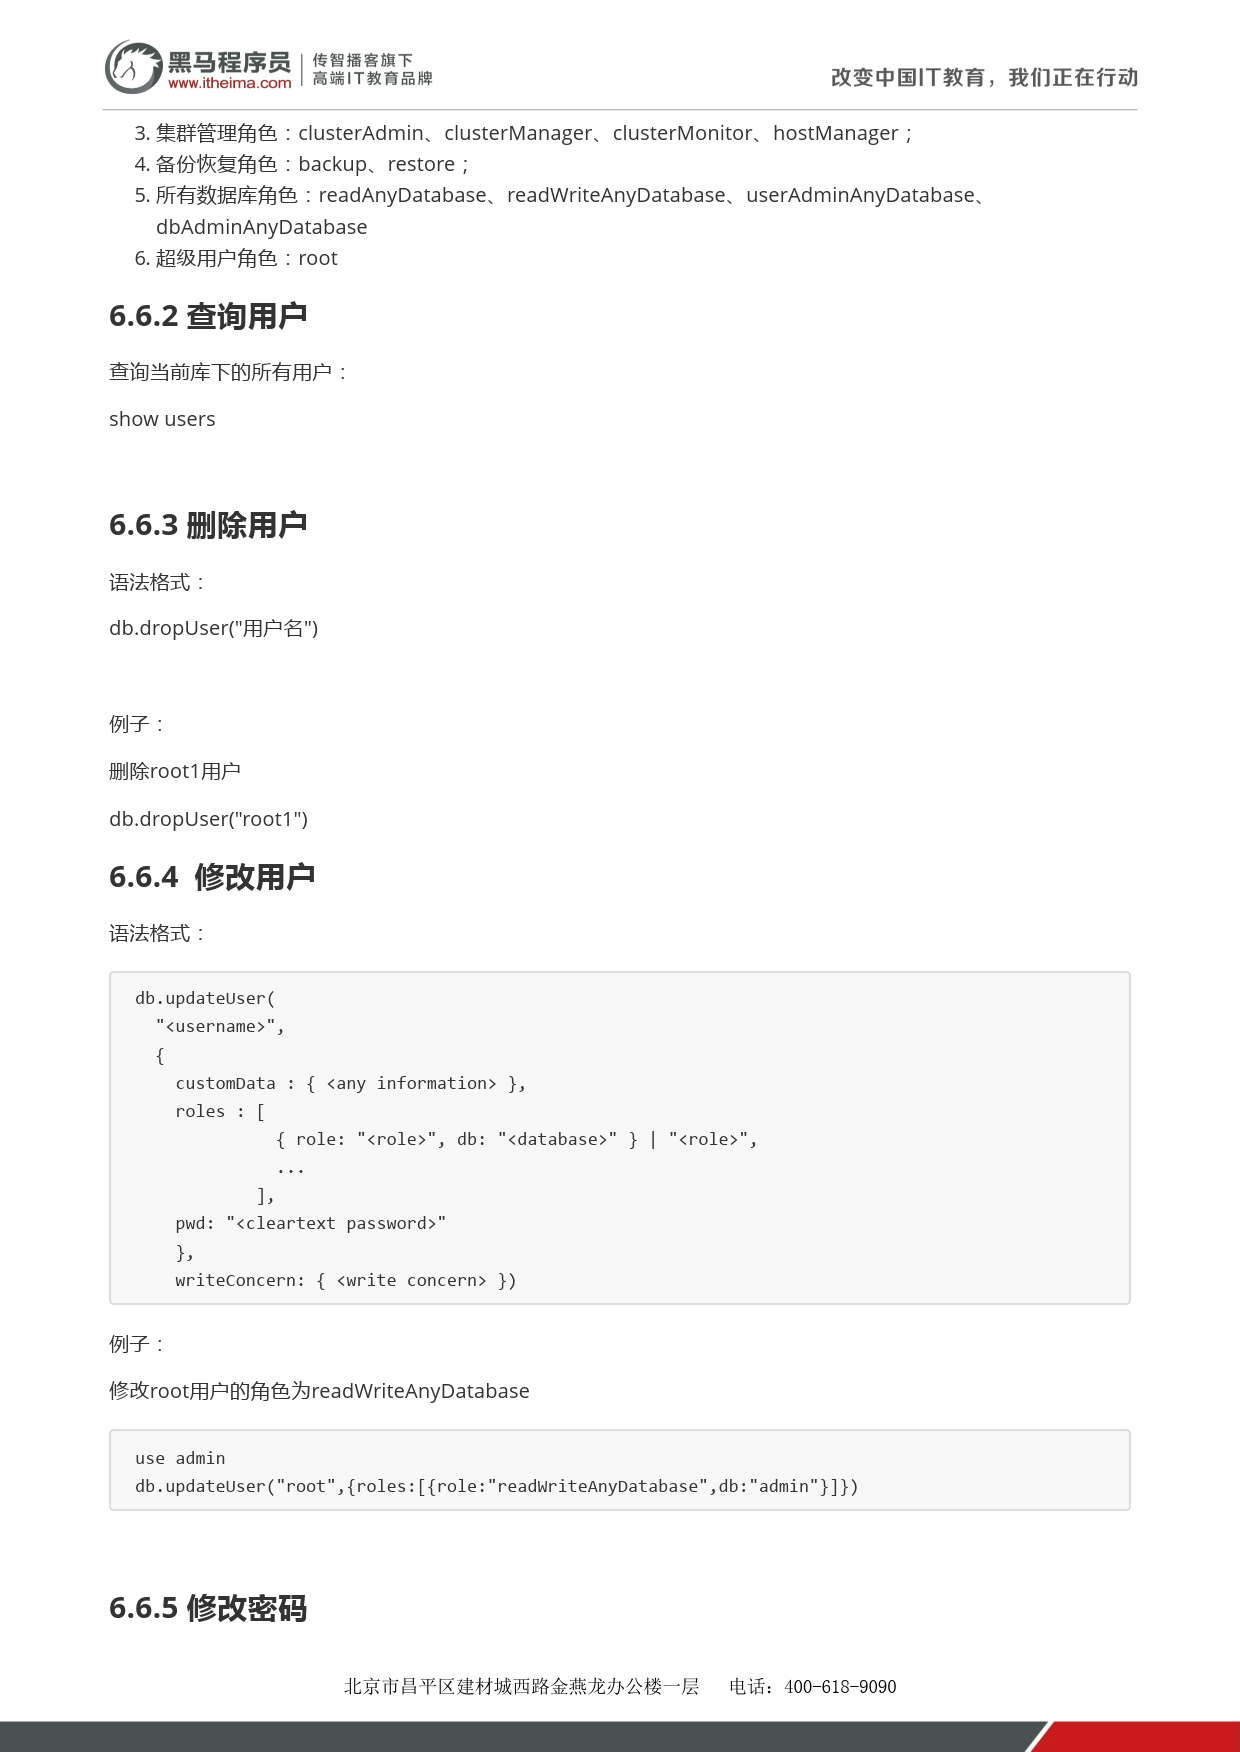 黑马程序员
www.itheima.com
传智播客旗下
高端IT教育品牌
改变中国IT教育，我们正在行动
3. 集群管理角色：clusterAdmin、clusterManager、clusterMonitor、hostManager；
4. 备份恢复角色：backup、restore；
5. 所有数据库角色：readAnyDatabase、readWriteAnyDatabase、userAdminAnyDatabase、
dbAdminAnyDatabase
6. 超级用户角色：root
6.6.2 查询用户
查询当前库下的所有用户：
show users
6.6.3 删除用户
语法格式：
db.dropUser("用户名")
例子：
删除root1用户
db.dropUser("root1")
6.6.4 修改用户
语法格式：
db.updateUser(
  "<username>",
  {
    customData : { <any information> },
    roles : [
              { role: "<role>", db: "<database>" } | "<role>",
              ...
            ],
    pwd: "<cleartext password>"
    },
    writeConcern: { <write concern> })
例子：
修改root用户的角色为readWriteAnyDatabase
use admin
db.updateUser("root",{roles:[{role:"readWriteAnyDatabase",db:"admin"}]})
6.6.5 修改密码
北京市昌平区建材城西路金燕龙办公楼一层 电话：400-618-9090